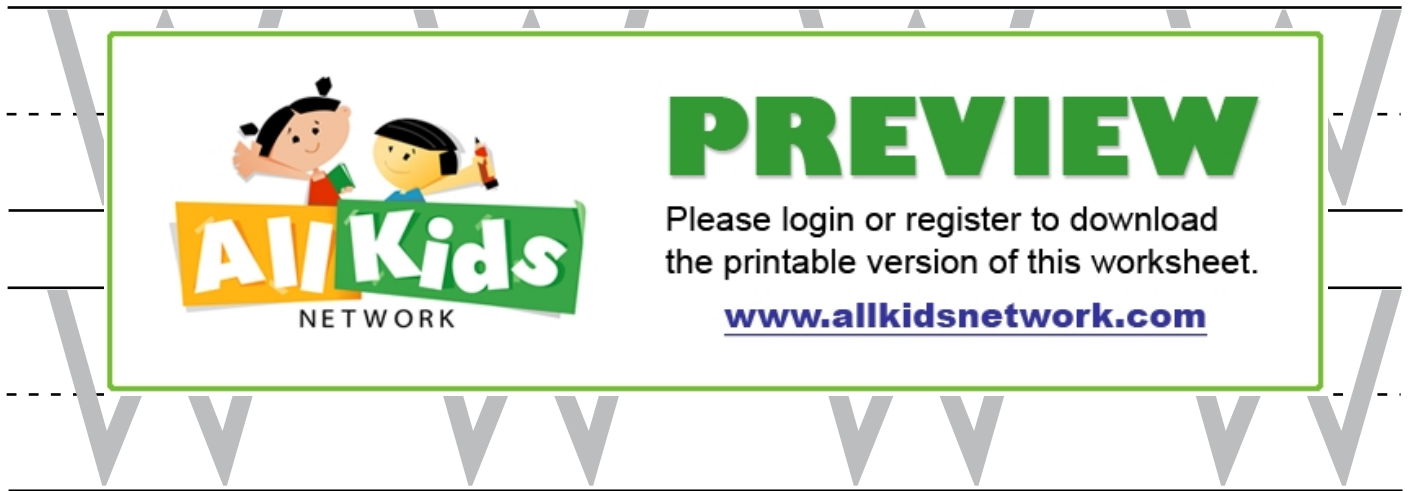 W W W W
PREVIEW
Please login or register to download
the printable version of this worksheet.
www.allkidsnetwork.com
All Kids
NETWORK
W W W W